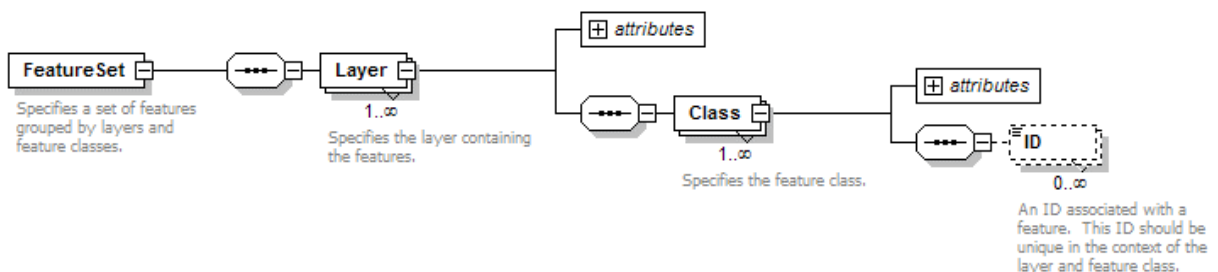 attributes
FeatureSet
Layer
Specifies a set of features
grouped by layers and
feature classes.
1..∞
Specifies the layer containing
the features.
attributes
Class
1..∞
Specifies the feature class.
ID
0..∞
An ID associated with a
feature.  This ID should be
unique in the context of the
layer and feature class.